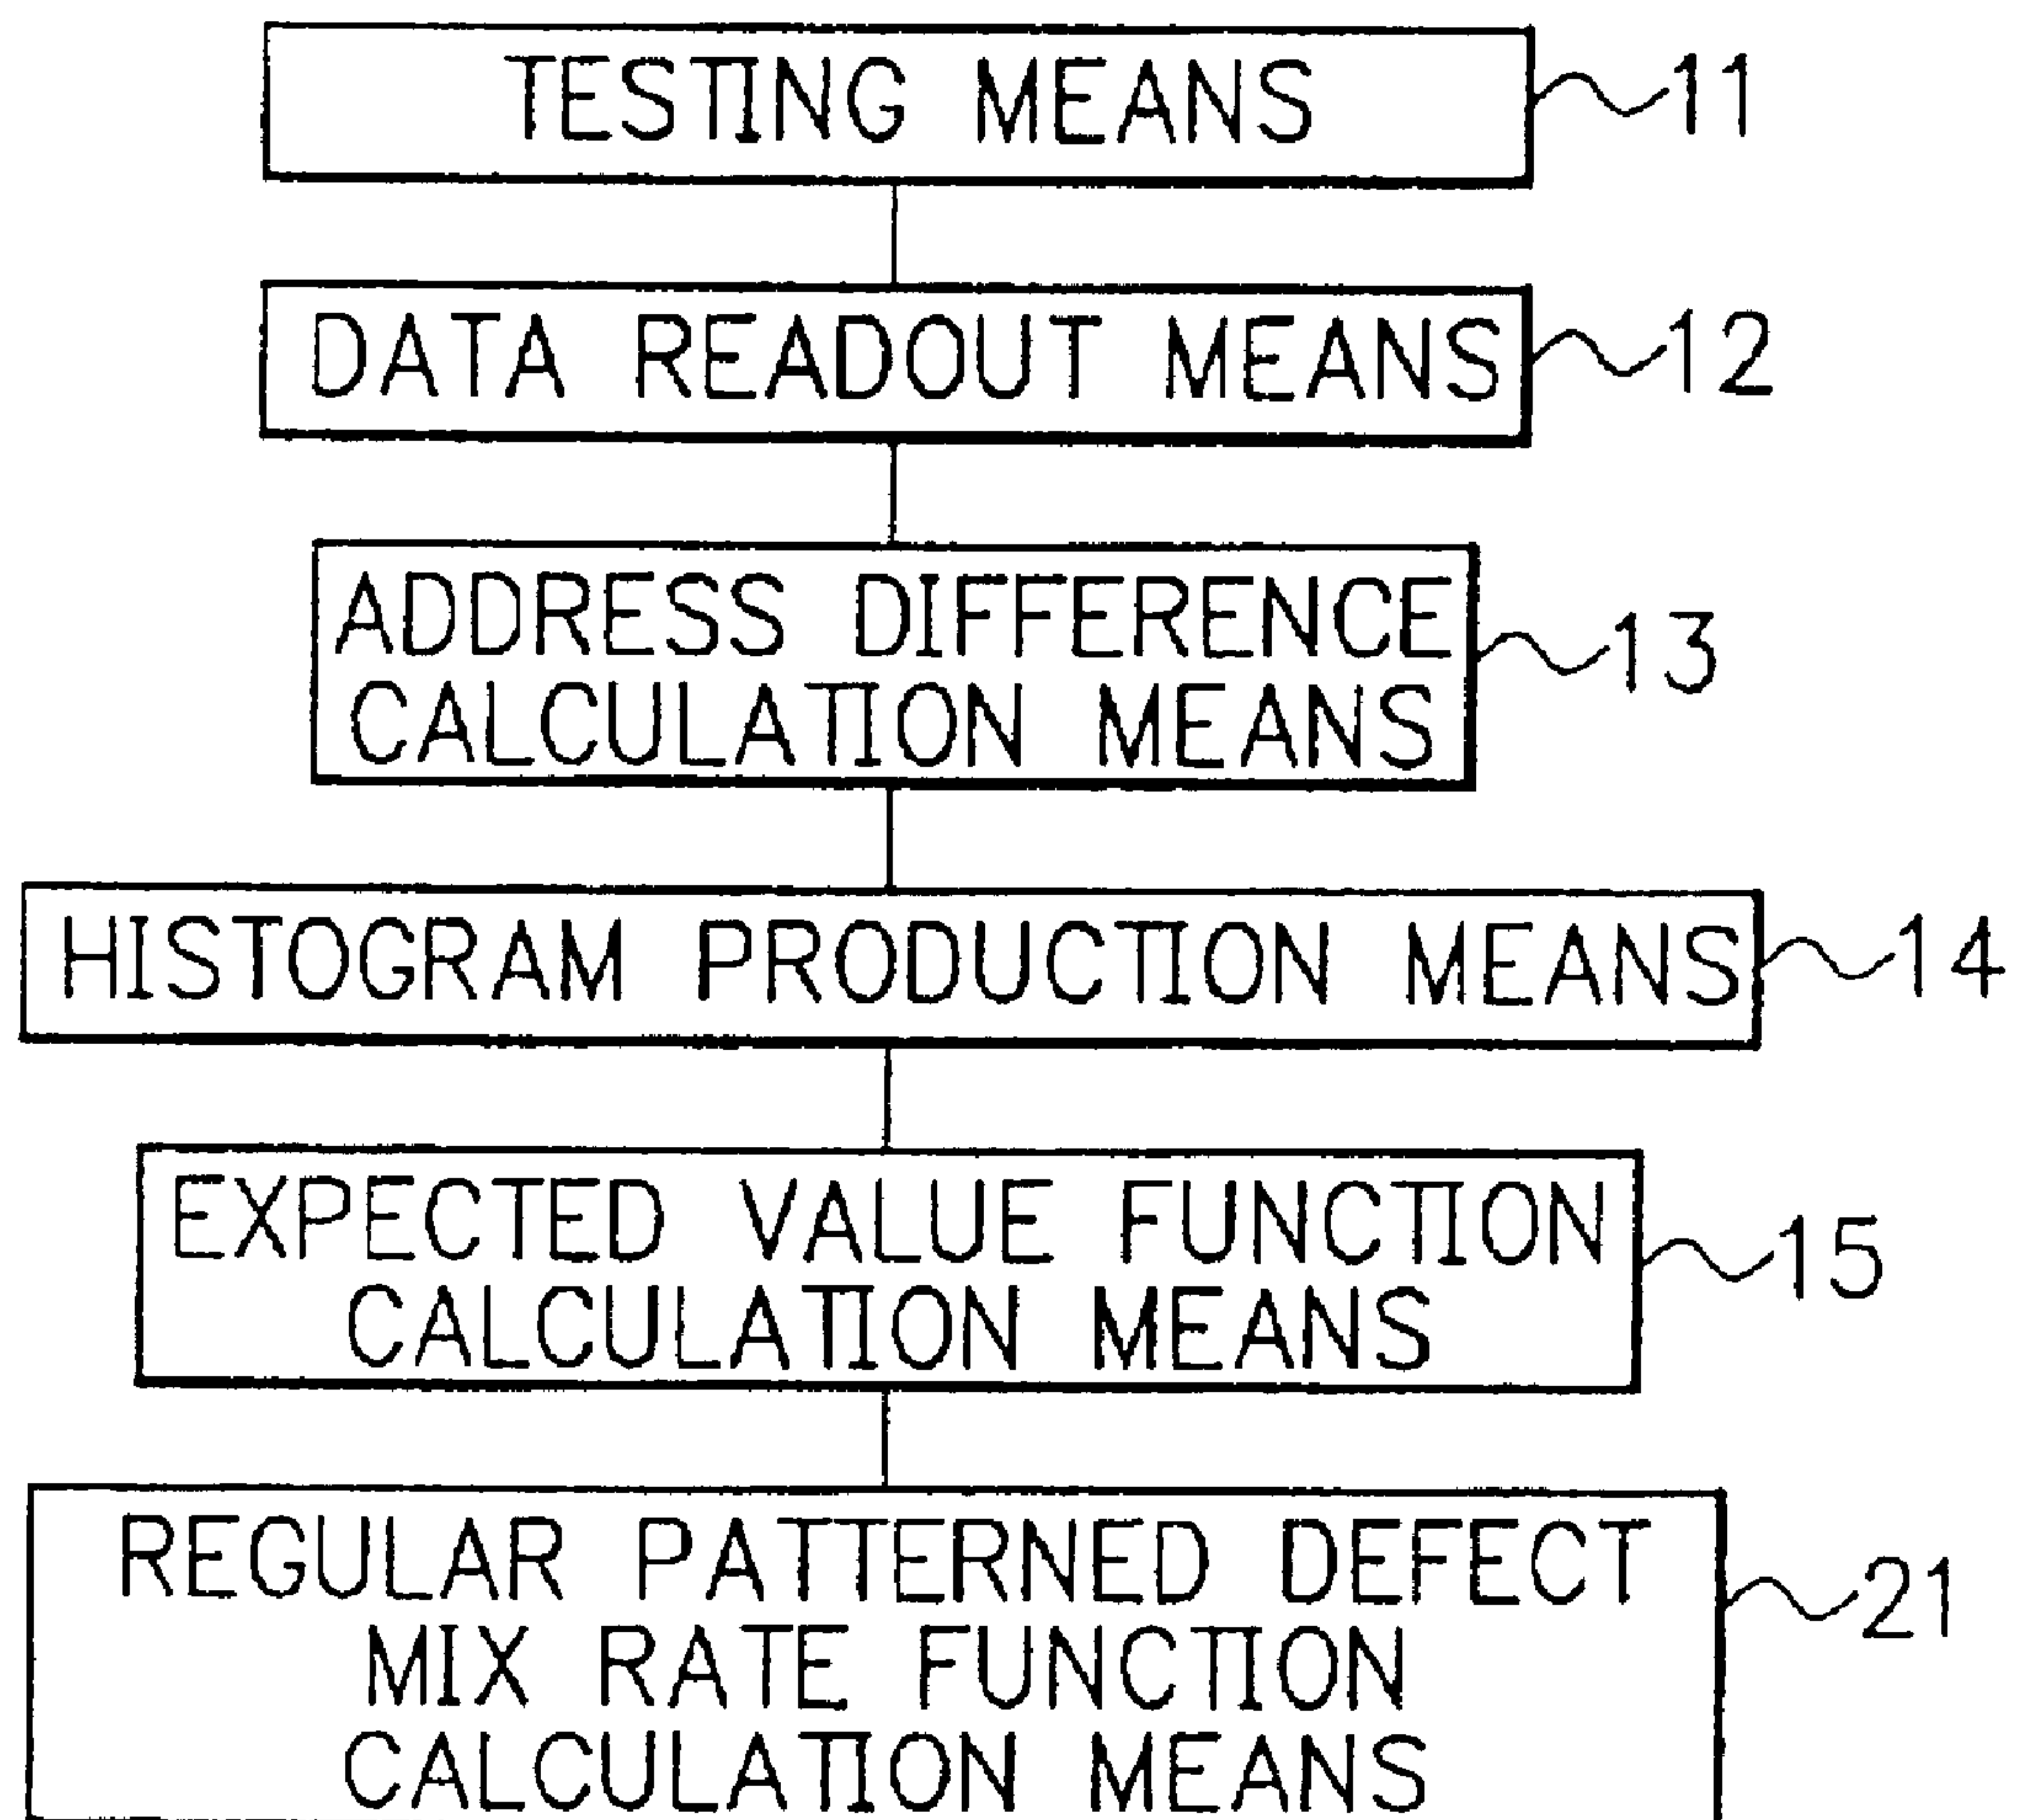 TESTING MEANS 11
DATA READOUT MEANS 12
ADDRESS DIFFERENCE 13
CALCULATION MEANS
HISTOGRAM PRODUCTION MEANS 14
EXPECTED VALUE FUNCTION 15
CALCULATION MEANS
REGULAR PATTERNED DEFECT 21
MIX RATE FUNCTION
CALCULATION MEANS